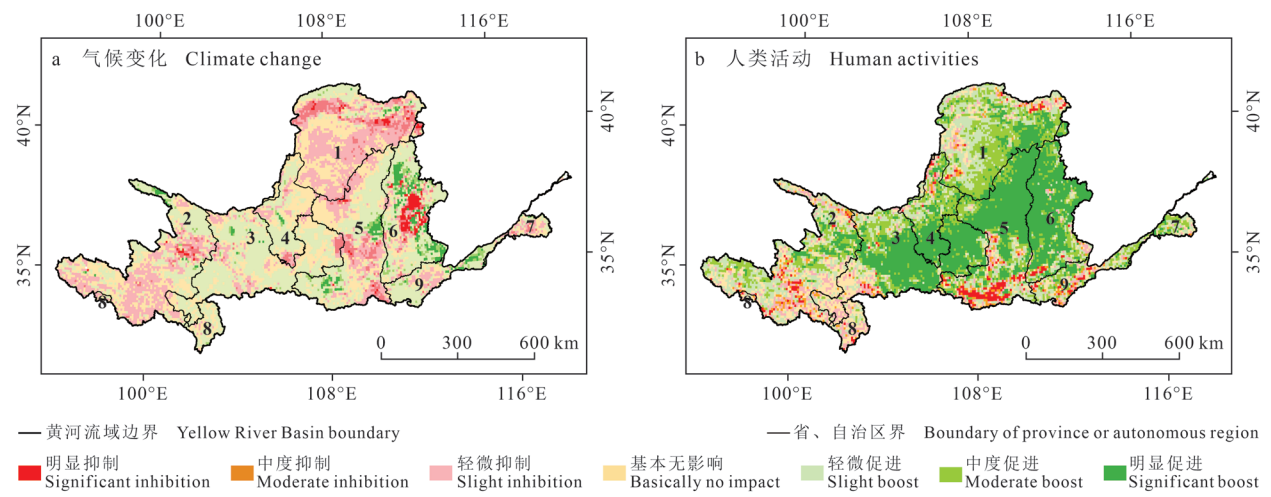 100°E 108°E 116°E
a 气候变化 Climate change
40°N 40°N
35°N 35°N
1
2
3
4
5
6
7
8
8
9
0 300 600 km
100°E 108°E 116°E
100°E 108°E 116°E
b 人类活动 Human activities
40°N 40°N
35°N 35°N
1
2
3
4
5
6
7
8
8
9
0 300 600 km
100°E 108°E 116°E
黄河流域边界 Yellow River Basin boundary
省、自治区界 Boundary of province or autonomous region
明显抑制
Significant inhibition
中度抑制
Moderate inhibition
轻微抑制
Slight inhibition
基本无影响
Basically no impact
轻微促进
Slight boost
中度促进
Moderate boost
明显促进
Significant boost